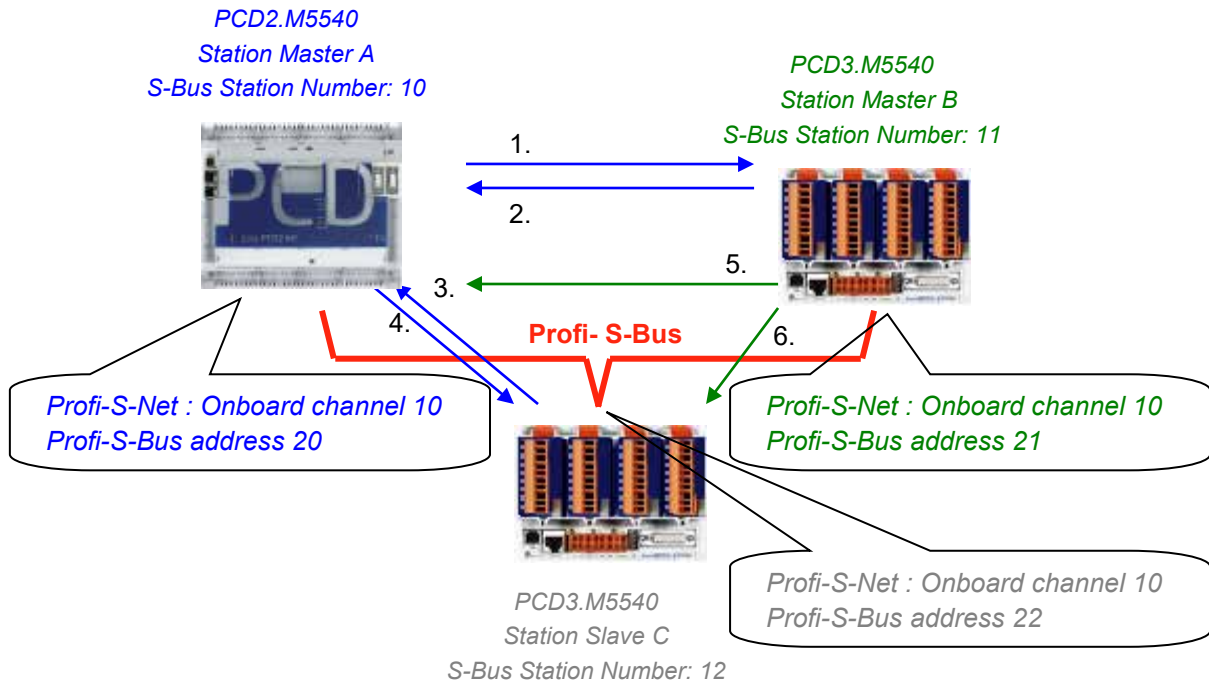 PCD2.M5540
Station Master A
S-Bus Station Number: 10
PCD3.M5540
Station Master B
S-Bus Station Number: 11
PCD
1.
2.
3.
4.
5.
6.
Profi- S-Bus
Profi-S-Net : Onboard channel 10
Profi-S-Bus address 20
Profi-S-Net : Onboard channel 10
Profi-S-Bus address 21
Profi-S-Net : Onboard channel 10
Profi-S-Bus address 22
PCD3.M5540
Station Slave C
S-Bus Station Number: 12